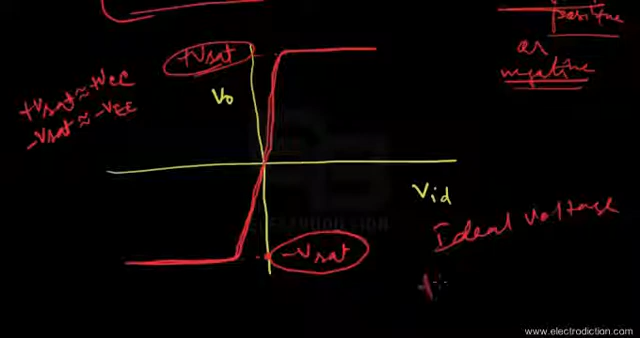 positive
or
negative
+Vsat
+Vsat ≈ +VCC
-Vsat ≈ -VEE
Vo
Vid
Ideal voltage
-Vsat
www.electrodiction.com